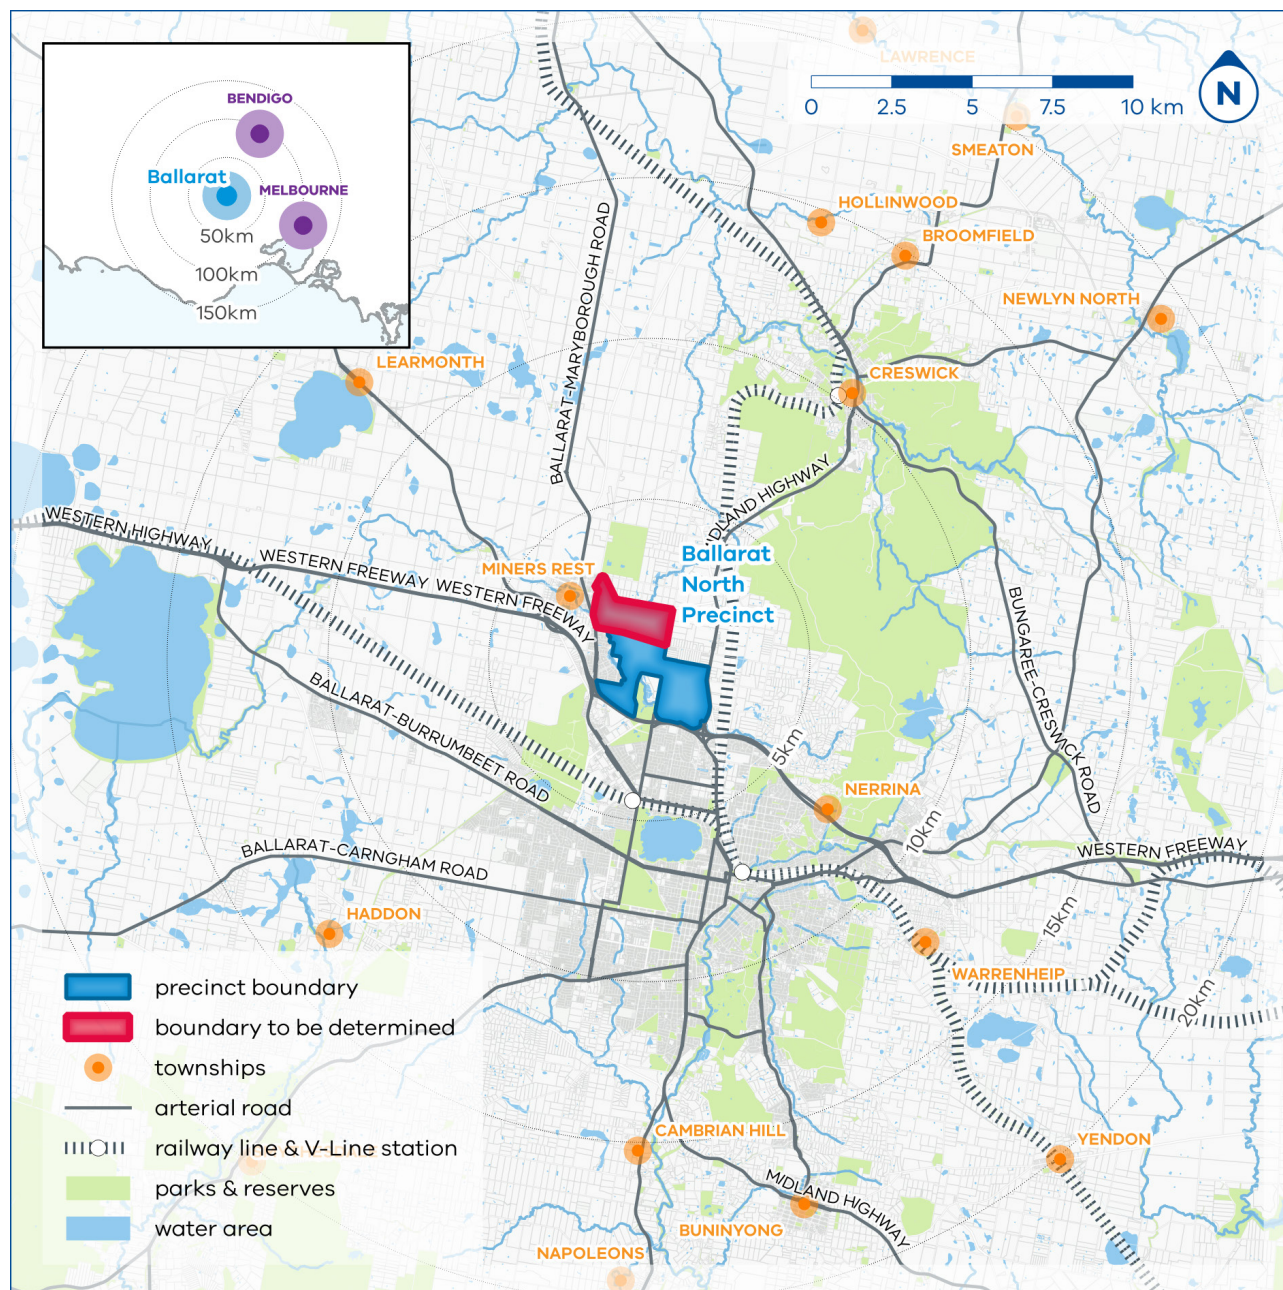 LAWRENCE
0 2.5 5 7.5 10 km
N
SMEATON
BENDIGO
Ballarat
MELBOURNE
50km
100km
150km
HOLLINWOOD
BROOMFIELD
NEWLYN NORTH
BALLARAT-MARYBOROUGH ROAD
LEARMONTH
CRESWICK
MIDLAND HIGHWAY
WESTERN HIGHWAY
WESTERN FREEWAY
WESTERN FREEWAY
MINERS REST
Ballarat
North
Precinct
BUNGAREE-CRESWICK ROAD
BALLARAT-BURRUMBEET ROAD
5km
NERRINA
10km
BALLARAT-CARNGHAM ROAD
WESTERN FREEWAY
HADDON
15km
WARRENHEIP
20km
precinct boundary
boundary to be determined
townships
arterial road
railway line & V-Line station
parks & reserves
water area
CAMBRIAN HILL
YENDON
MIDLAND HIGHWAY
BUNINYONG
NAPOLEONS